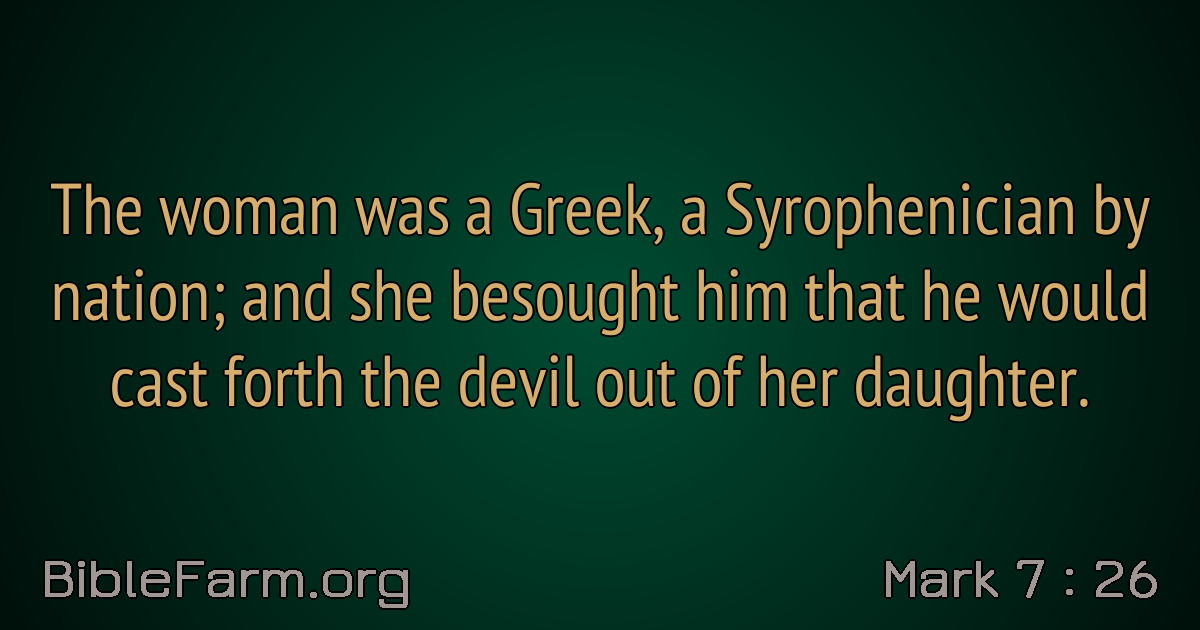 The woman was a Greek, a Syrophenician by
nation; and she besought him that he would
cast forth the devil out of her daughter.
BibleFarm.org
Mark 7 : 26